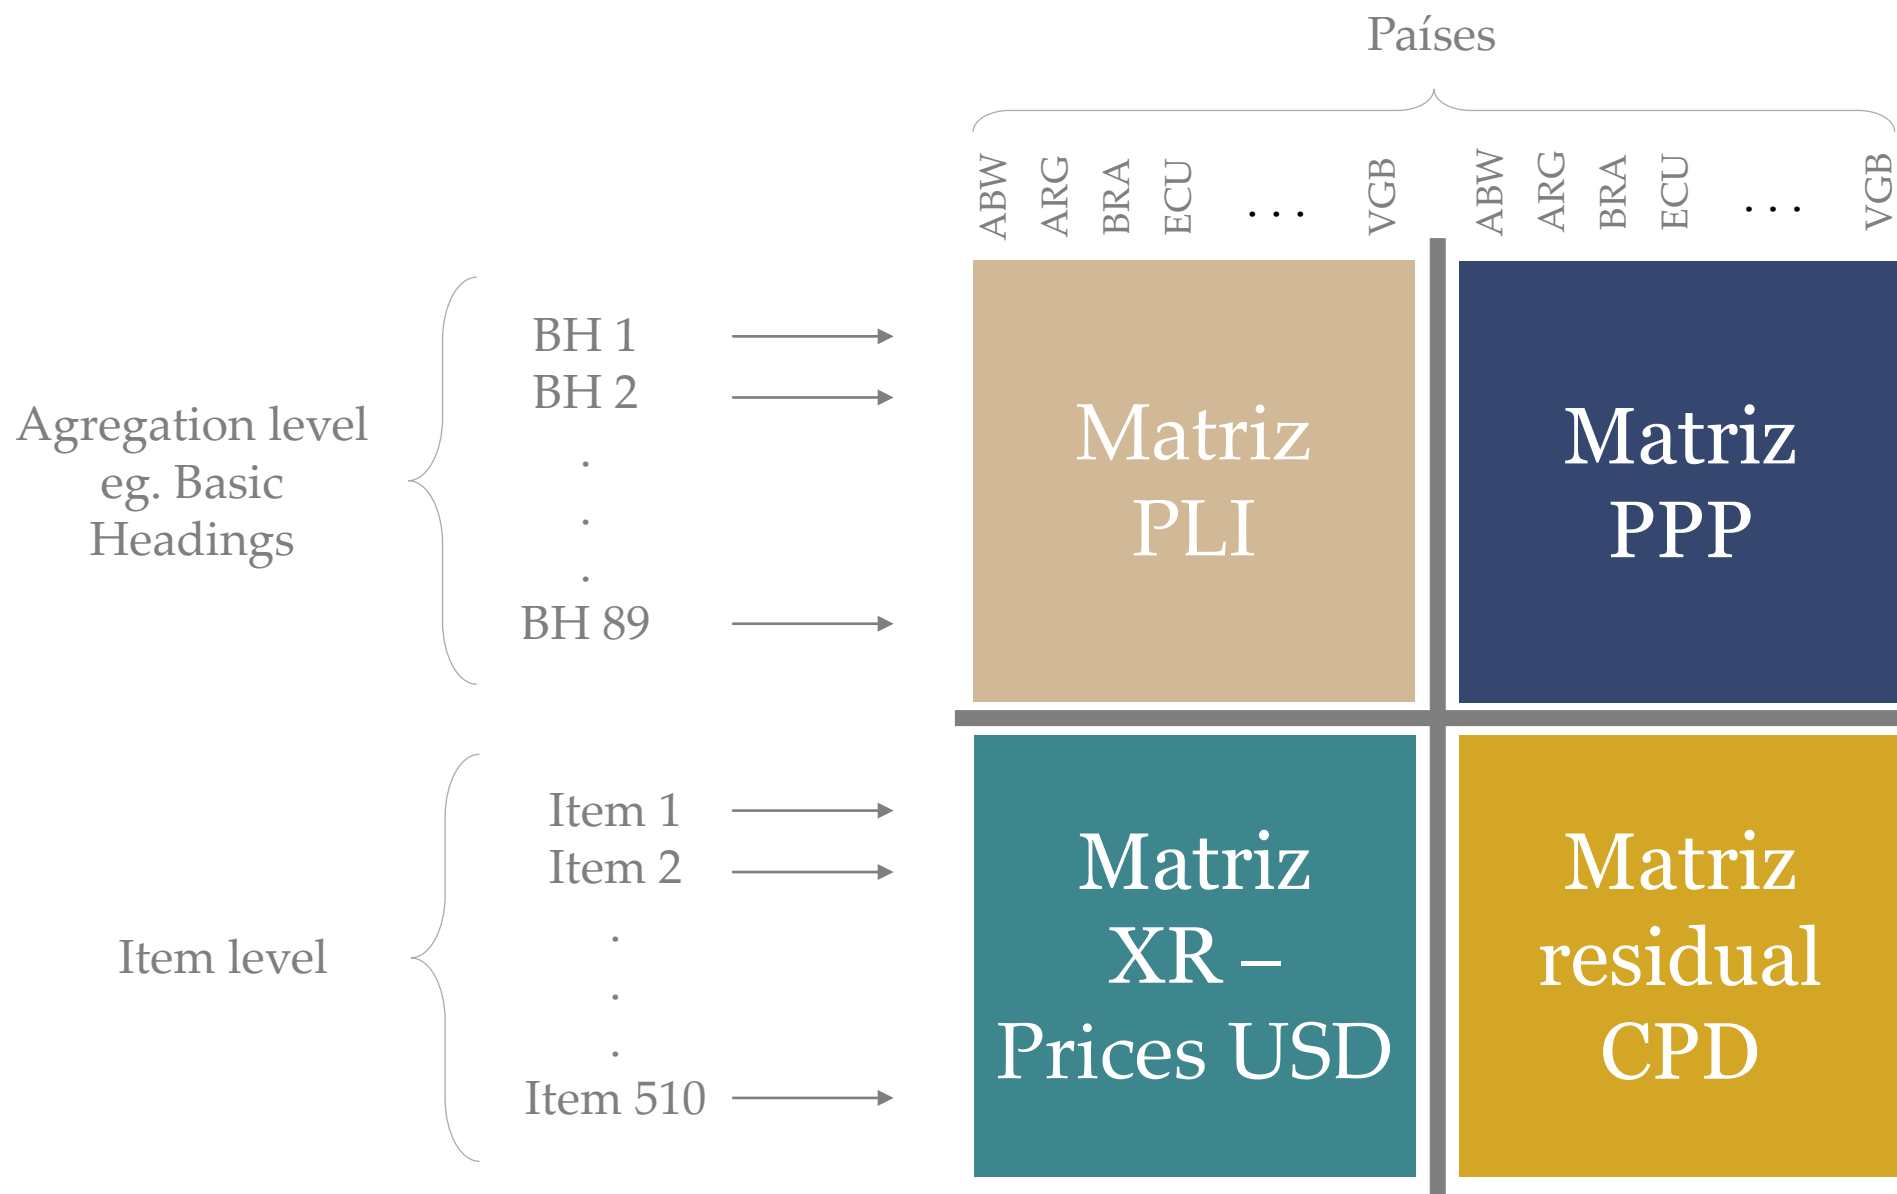 Países
ABW ARG BRA ECU ... VGB ABW ARG BRA ECU ... VGB
Agregation level
eg. Basic
Headings
BH 1
BH 2
.
.
.
BH 89
Matriz
PLI
Matriz
PPP
Item level
Item 1
Item 2
.
.
.
Item 510
Matriz
XR –
Prices USD
Matriz
residual
CPD